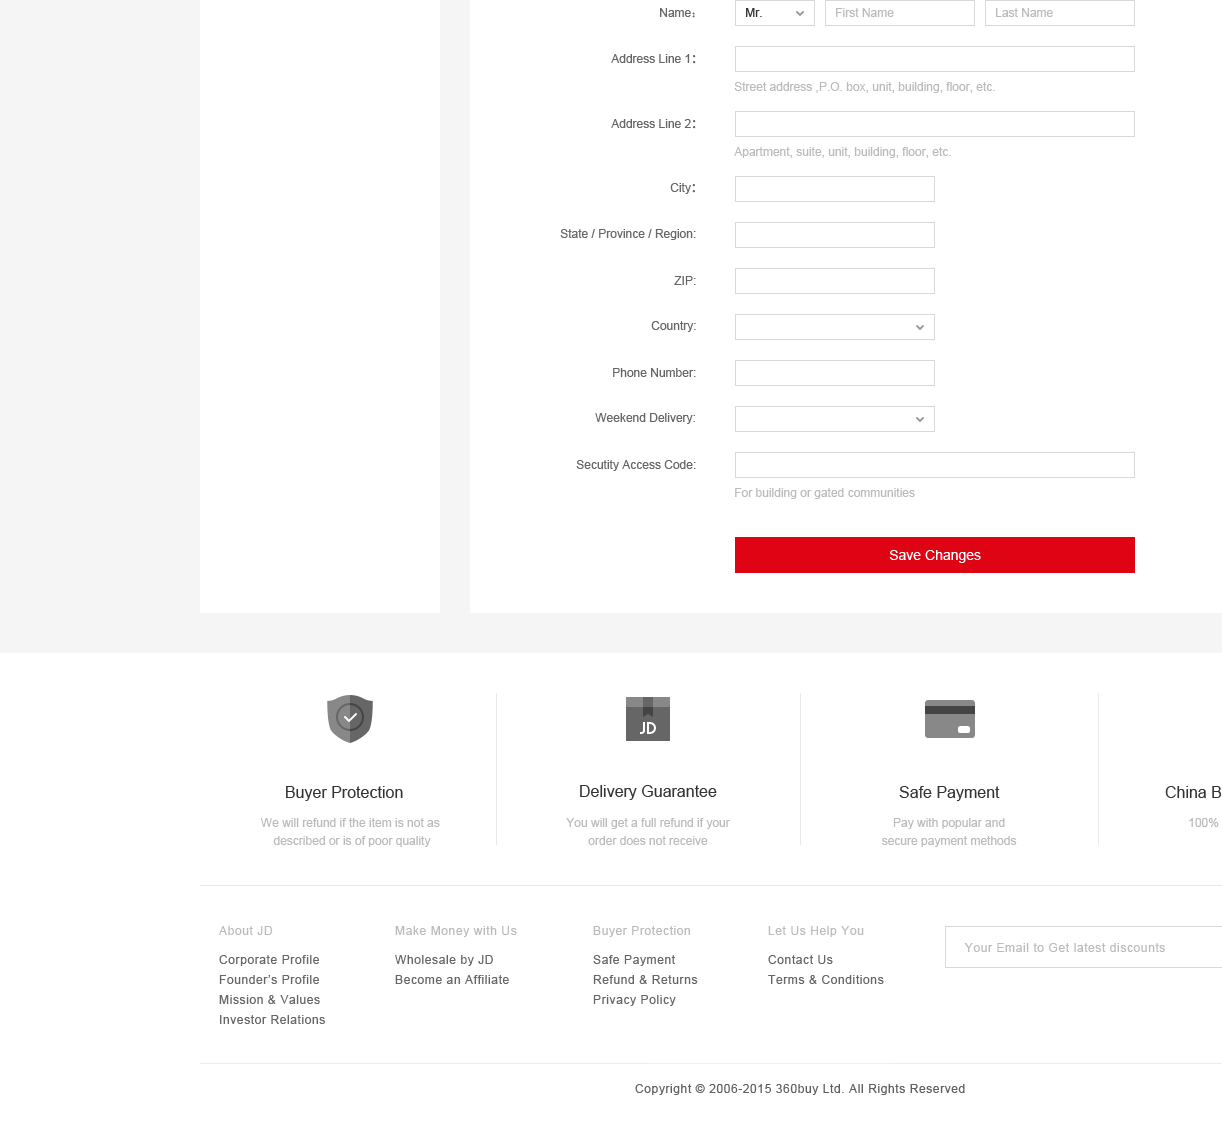 Name: Mr. First Name Last Name
Address Line 1:
Street address ,P.O. box, unit, building, floor, etc.
Address Line 2:
Apartment, suite, unit, building, floor, etc.
City:
State / Province / Region:
ZIP:
Country:
Phone Number:
Weekend Delivery:
Secutity Access Code:
For building or gated communities
Save Changes
JD
Buyer Protection
We will refund if the item is not as
described or is of poor quality
Delivery Guarantee
You will get a full refund if your
order does not receive
Safe Payment
Pay with popular and
secure payment methods
China B
100%
About JD
Corporate Profile
Founder's Profile
Mission & Values
Investor Relations
Make Money with Us
Wholesale by JD
Become an Affiliate
Buyer Protection
Safe Payment
Refund & Returns
Privacy Policy
Let Us Help You
Contact Us
Terms & Conditions
Your Email to Get latest discounts
Copyright © 2006-2015 360buy Ltd. All Rights Reserved